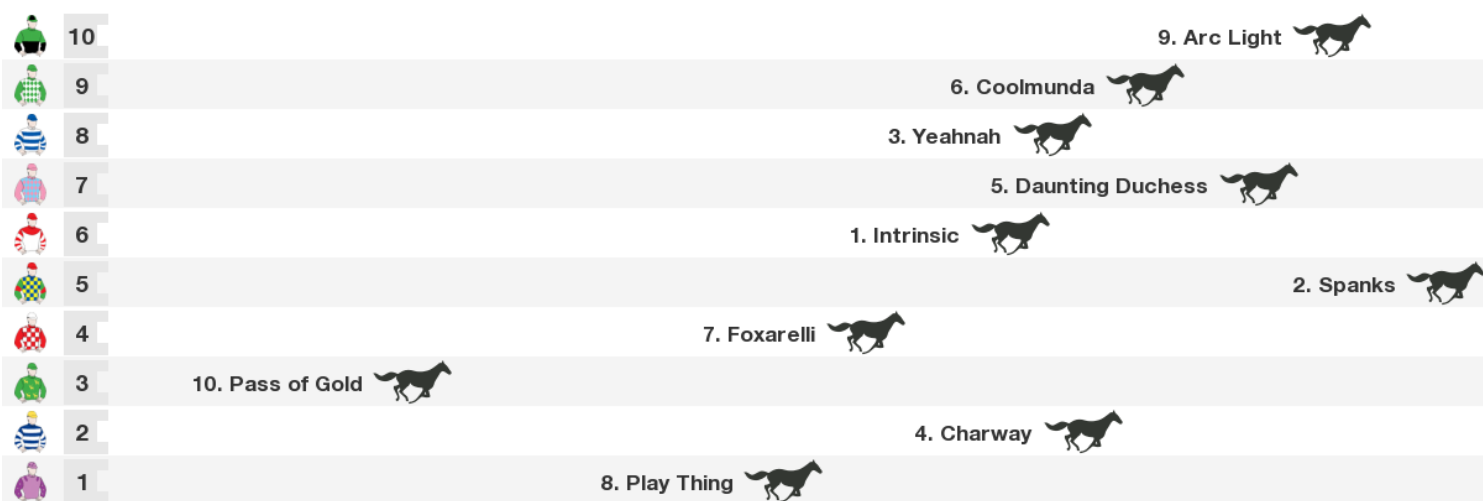 10 9. Arc Light
9 6. Coolmunda
8 3. Yeahnah
7 5. Daunting Duchess
6 1. Intrinsic
5 2. Spanks
4 7. Foxarelli
3 10. Pass of Gold
2 4. Charway
1 8. Play Thing